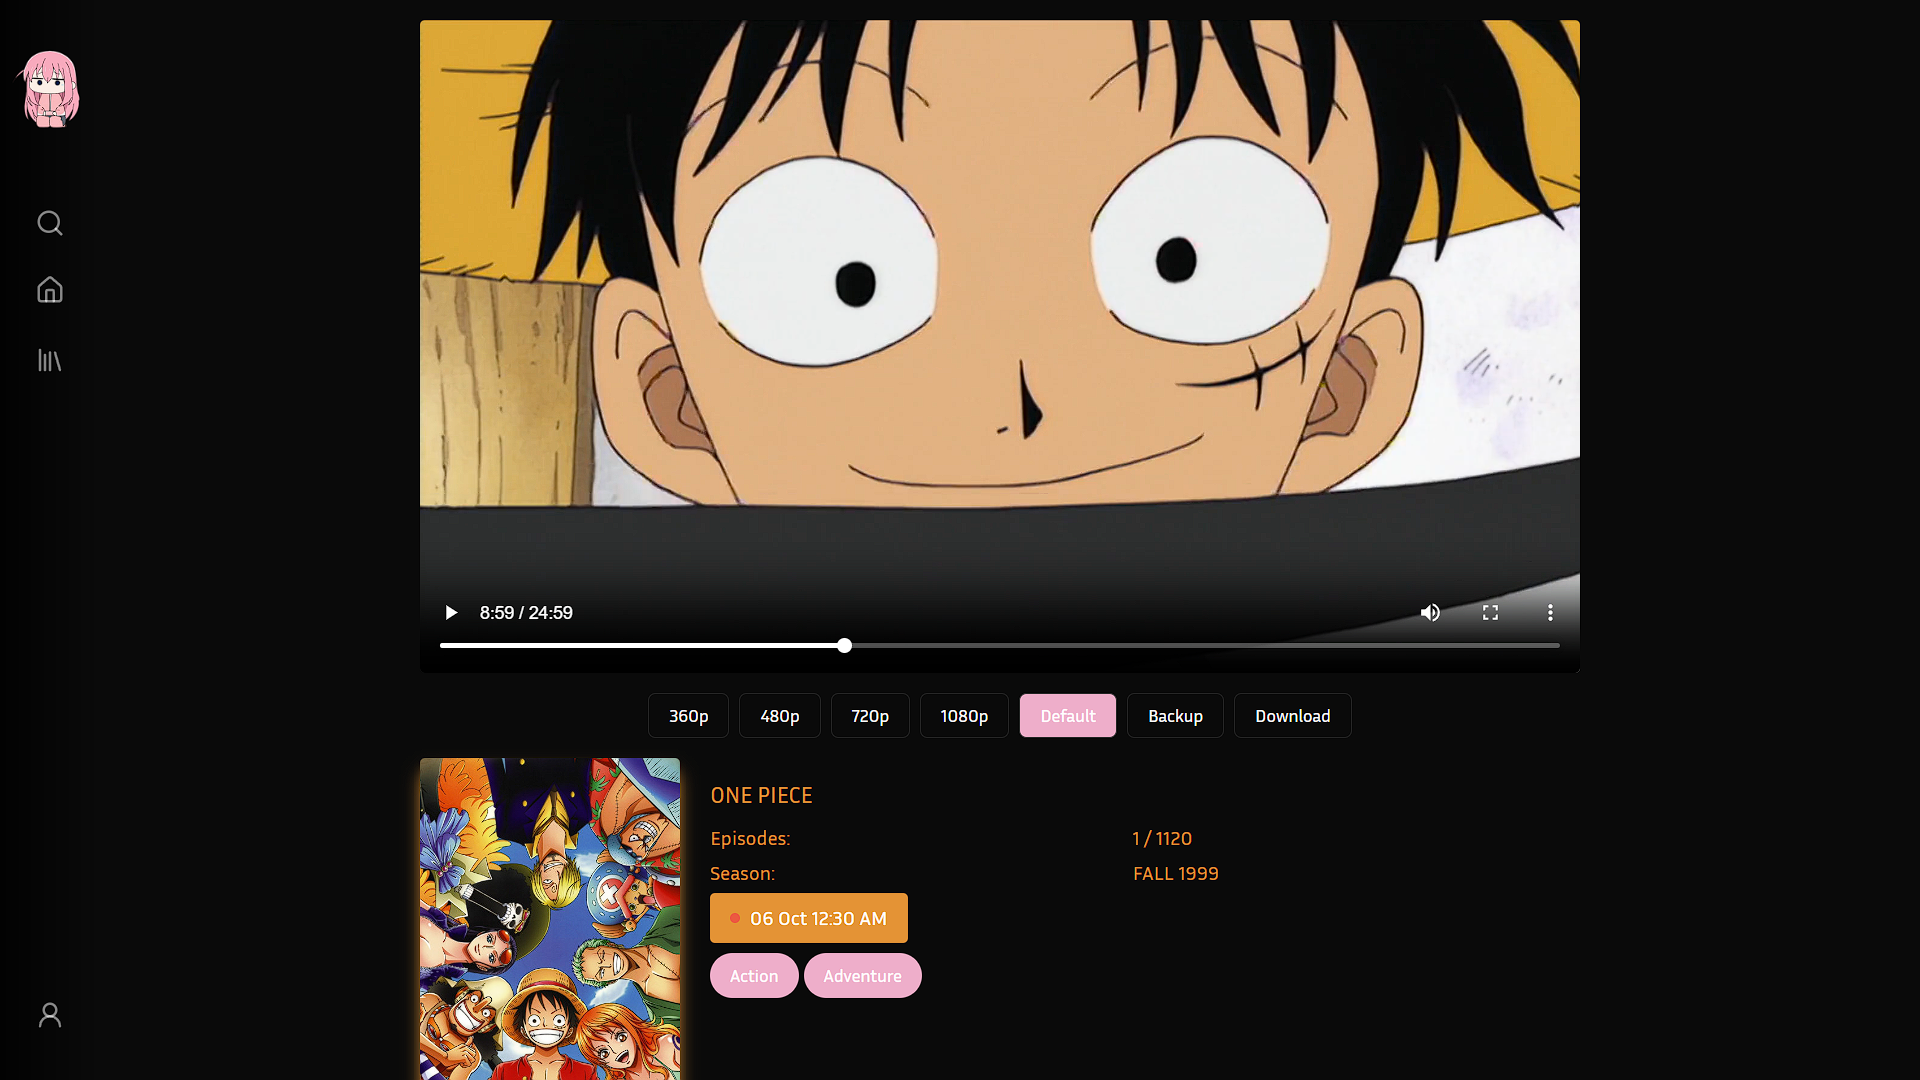 8:59 / 24:59
360p 480p 720p 1080p Default Backup Download
ONE PIECE
Episodes: 1 / 1120
Season: FALL 1999
06 Oct 12:30 AM
Action Adventure